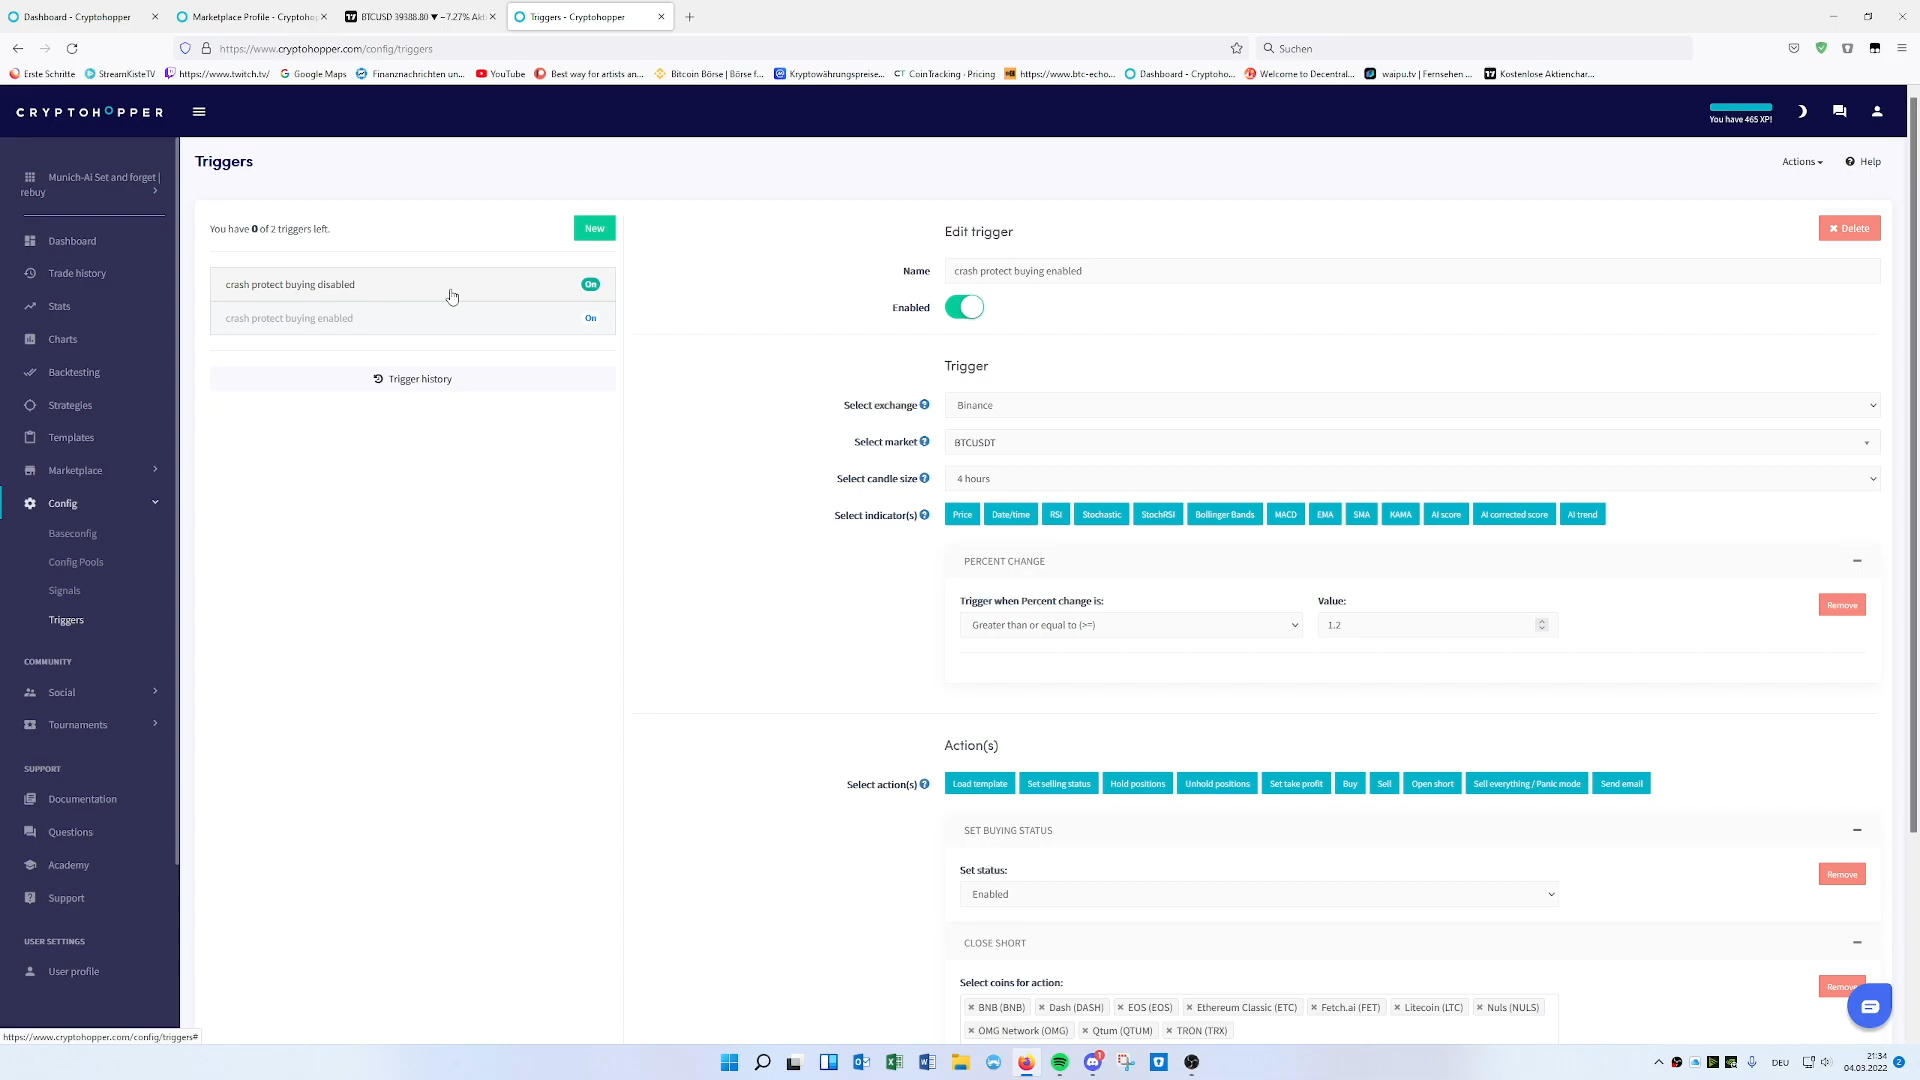 Dashboard - Cryptohopper
Marketplace Profile - Cryptohop
BTCUSD 39388.80 ▼ −7.27% Akt
Triggers - Cryptohopper
https://www.cryptohopper.com/config/triggers
Suchen
Erste Schritte
StreamKisteTV
https://www.twitch.tv/
Google Maps
Finanznachrichten un...
YouTube
Best way for artists an...
Bitcoin Börse | Börse f...
Kryptowährungspreise...
CoinTracking · Pricing
https://www.btc-echo...
Dashboard - Cryptoho...
Welcome to Decentral...
waipu.tv | Fernsehen ...
Kostenlose Aktienchar...
CRYPTOHOPPER
You have 465 XP!
Munich-Ai Set and forget |
rebuy
Dashboard
Trade history
Stats
Charts
Backtesting
Strategies
Templates
Marketplace
Config
Baseconfig
Config Pools
Signals
Triggers
COMMUNITY
Social
Tournaments
SUPPORT
Documentation
Questions
Academy
Support
USER SETTINGS
User profile
https://www.cryptohopper.com/config/triggers#
Triggers
Actions
Help
You have 0 of 2 triggers left.
New
crash protect buying disabled
On
crash protect buying enabled
On
Trigger history
Edit trigger
Delete
Name
crash protect buying enabled
Enabled
Trigger
Select exchange
Binance
Select market
BTCUSDT
Select candle size
4 hours
Select indicator(s)
Price
Date/time
RSI
Stochastic
StochRSI
Bollinger Bands
MACD
EMA
SMA
KAMA
AI score
AI corrected score
AI trend
PERCENT CHANGE
Trigger when Percent change is:
Value:
Greater than or equal to (>=)
1.2
Remove
Action(s)
Select action(s)
Load template
Set selling status
Hold positions
Unhold positions
Set take profit
Buy
Sell
Open short
Sell everything / Panic mode
Send email
SET BUYING STATUS
Set status:
Enabled
Remove
CLOSE SHORT
Select coins for action:
Remove
× BNB (BNB) × Dash (DASH) × EOS (EOS) × Ethereum Classic (ETC) × Fetch.ai (FET) × Litecoin (LTC) × Nuls (NULS)
× OMG Network (OMG) × Qtum (QTUM) × TRON (TRX)
1
DEU
21:34
04.03.2022
2